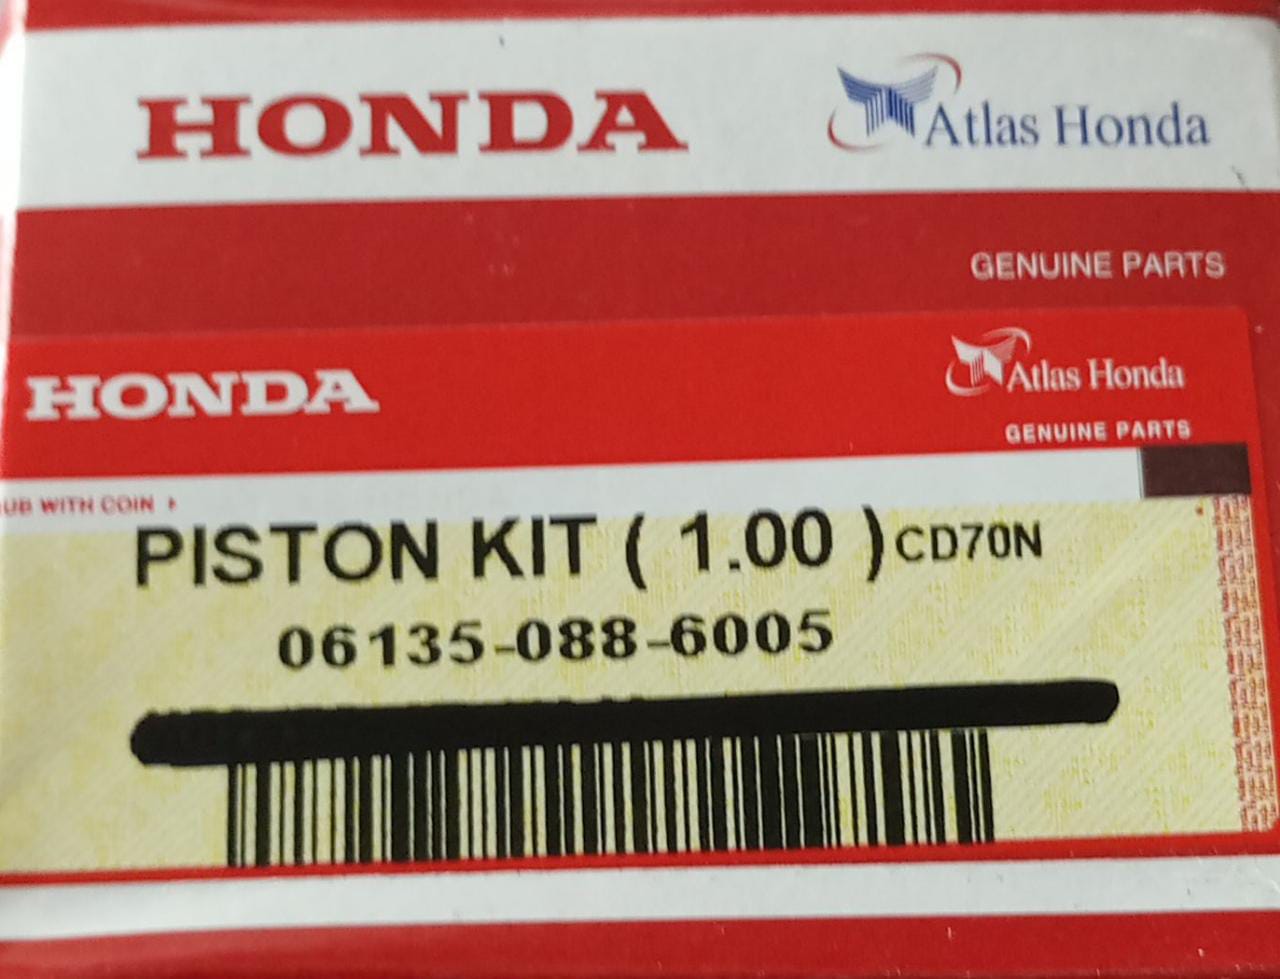 HONDA
Atlas Honda
GENUINE PARTS
HONDA
Atlas Honda
GENUINE PARTS
WITH COIN
PISTON KIT ( 1.00 ) CD70N
06135-088-6005